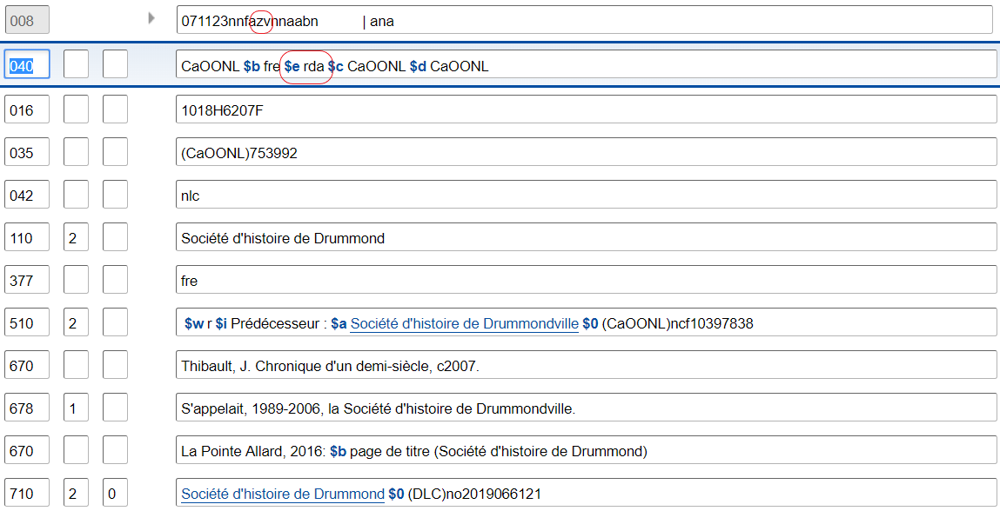 008 071123nnfazvnnaabn | ana
040 CaOONL $b fre $e rda $c CaOONL $d CaOONL
016 1018H6207F
035 (CaOONL)753992
042 nlc
110 2 Société d'histoire de Drummond
377 fre
510 2 $w r $i Prédécesseur : $a Société d'histoire de Drummondville $0 (CaOONL)ncf10397838
670 Thibault, J. Chronique d'un demi-siècle, c2007.
678 1 S'appelait, 1989-2006, la Société d'histoire de Drummondville.
670 La Pointe Allard, 2016: $b page de titre (Société d'histoire de Drummond)
710 2 0 Société d'histoire de Drummond $0 (DLC)no2019066121